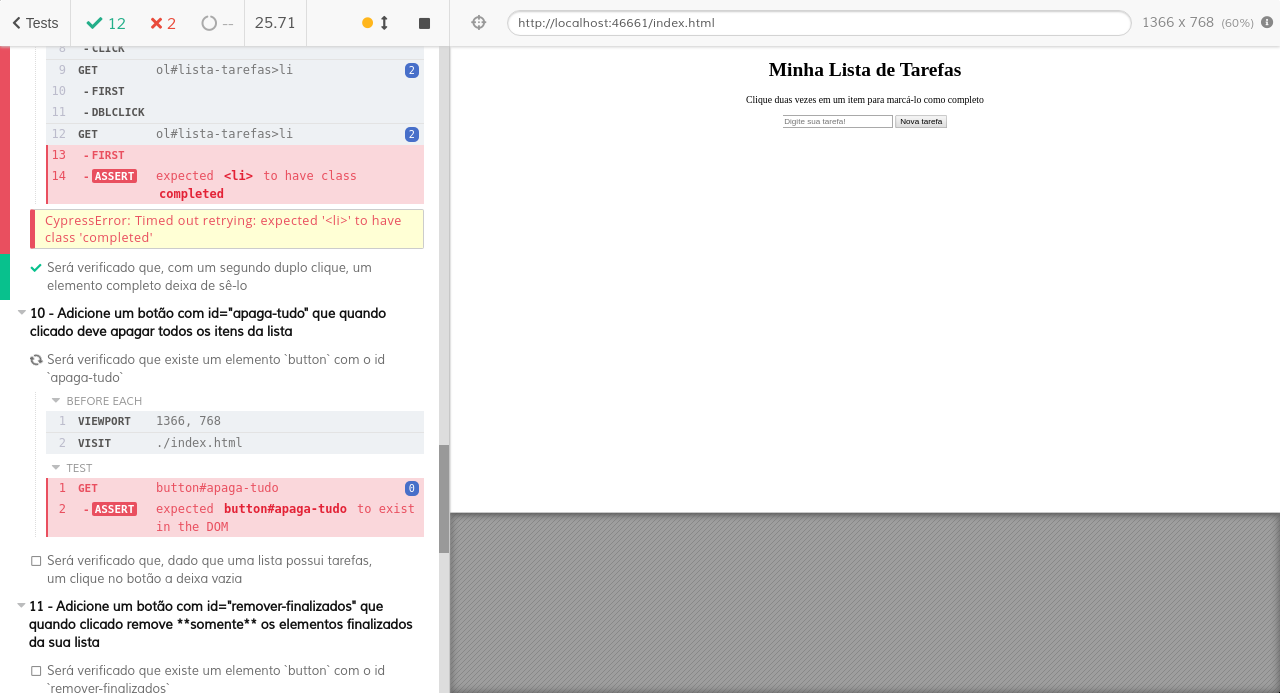 Tests 12 2 -- 25.71
8 - CLICK
9 GET ol#lista-tarefas>li 2
10 - FIRST
11 - DBLCLICK
12 GET ol#lista-tarefas>li 2
13 - FIRST
14 - ASSERT expected <li> to have class
completed
CypressError: Timed out retrying: expected '<li>' to have
class 'completed'
Será verificado que, com um segundo duplo clique, um
elemento completo deixa de sê-lo
10 - Adicione um botão com id="apaga-tudo" que quando
clicado deve apagar todos os itens da lista
Será verificado que existe um elemento `button` com o id
`apaga-tudo`
BEFORE EACH
1 VIEWPORT 1366, 768
2 VISIT ./index.html
TEST
1 GET button#apaga-tudo 0
2 - ASSERT expected button#apaga-tudo to exist
in the DOM
Será verificado que, dado que uma lista possui tarefas,
um clique no botão a deixa vazia
11 - Adicione um botão com id="remover-finalizados" que
quando clicado remove **somente** os elementos finalizados
da sua lista
Será verificado que existe um elemento `button` com o id
`remover-finalizados`
http://localhost:46661/index.html 1366 x 768 (60%)
Minha Lista de Tarefas
Clique duas vezes em um item para marcá-lo como completo
Digite sua tarefa! Nova tarefa